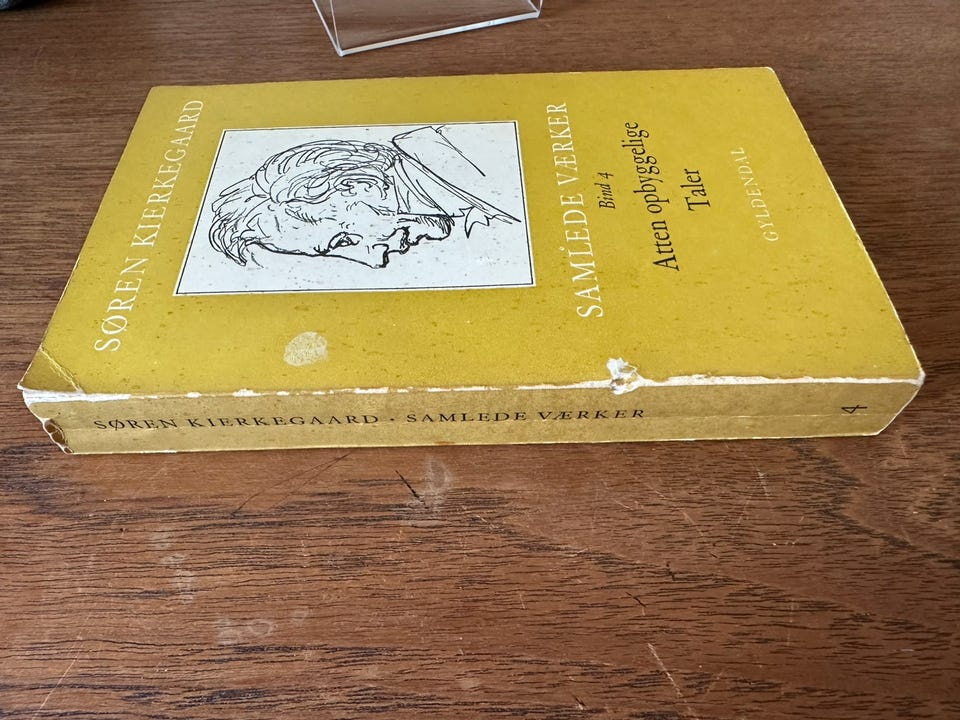 SØREN KIERKEGAARD
SAMLEDE VÆRKER
Bind 4
Atten opbyggelige
Taler
GYLDENDAL
SØREN KIERKEGAARD · SAMLEDE VÆRKER
4